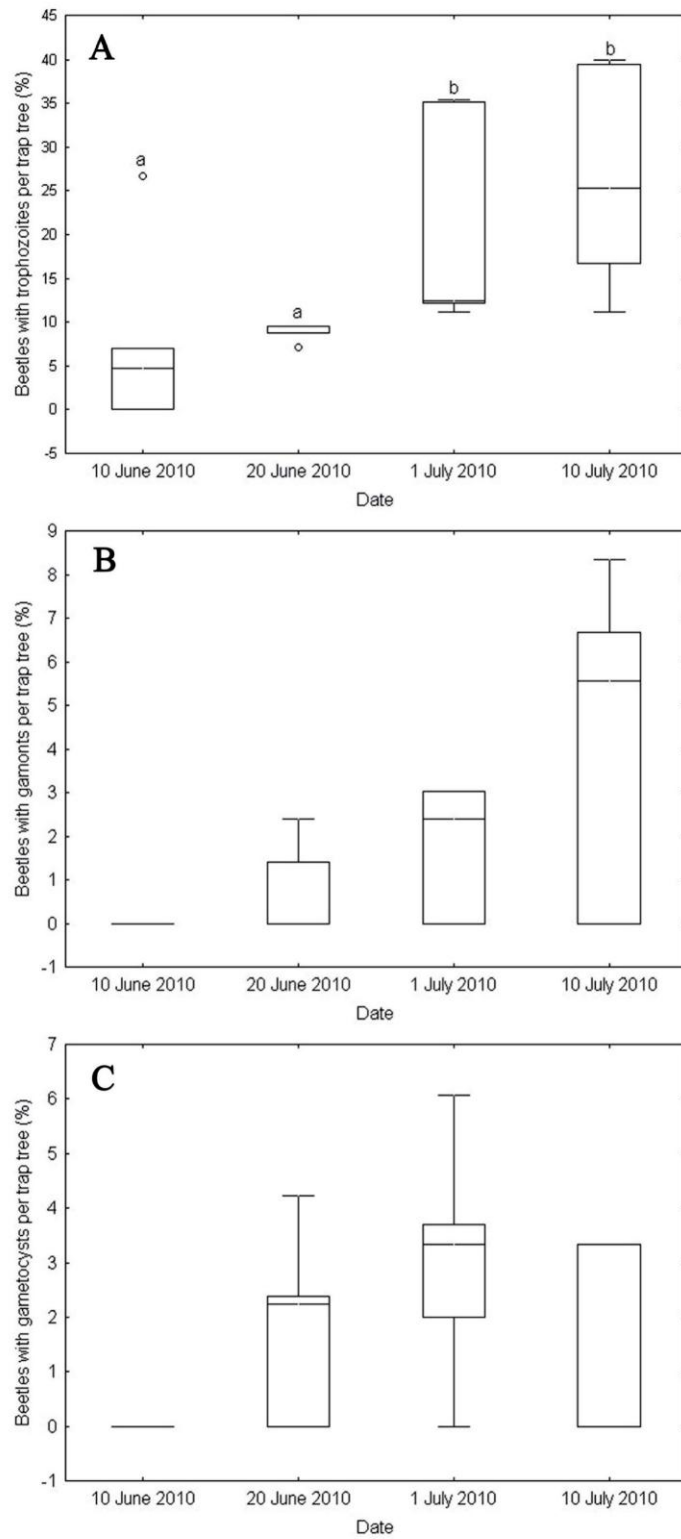 A
Beetles with trophozoites per trap tree (%)
45
40
35
30
25
20
15
10
5
0
-5
a
a
b
b
10 June 2010 20 June 2010 1 July 2010 10 July 2010
Date
B
Beetles with gamonts per trap tree (%)
9
8
7
6
5
4
3
2
1
0
-1
10 June 2010 20 June 2010 1 July 2010 10 July 2010
Date
C
Beetles with gametocysts per trap tree (%)
7
6
5
4
3
2
1
0
-1
10 June 2010 20 June 2010 1 July 2010 10 July 2010
Date